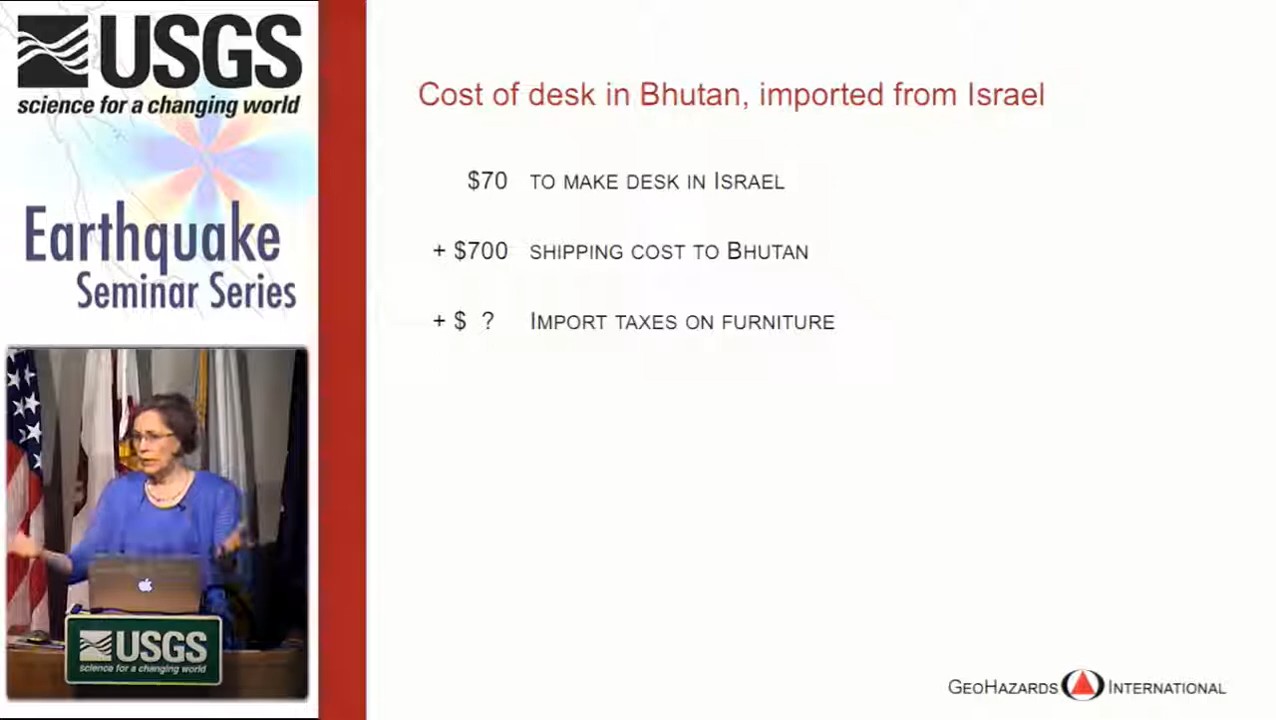 USGS
science for a changing world
Earthquake
Seminar Series
USGS
science for a changing world
Cost of desk in Bhutan, imported from Israel
$70 TO MAKE DESK IN ISRAEL
+ $700 SHIPPING COST TO BHUTAN
+ $ ? IMPORT TAXES ON FURNITURE
GEOHAZARDS INTERNATIONAL